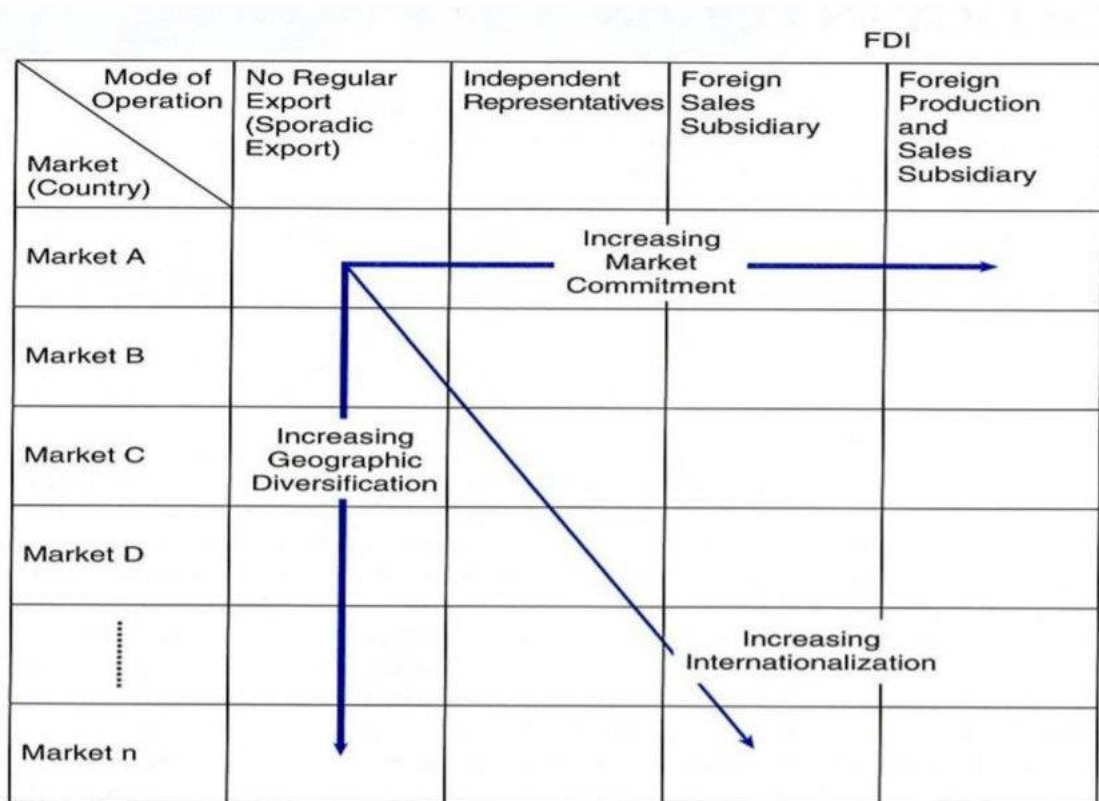 FDI
Mode of
Operation
Market
(Country)
No Regular
Export
(Sporadic
Export)
Independent
Representatives
Foreign
Sales
Subsidiary
Foreign
Production
and
Sales
Subsidiary
Market A
Increasing
Market
Commitment
Market B
Market C
Increasing
Geographic
Diversification
Market D
Increasing
Internationalization
Market n